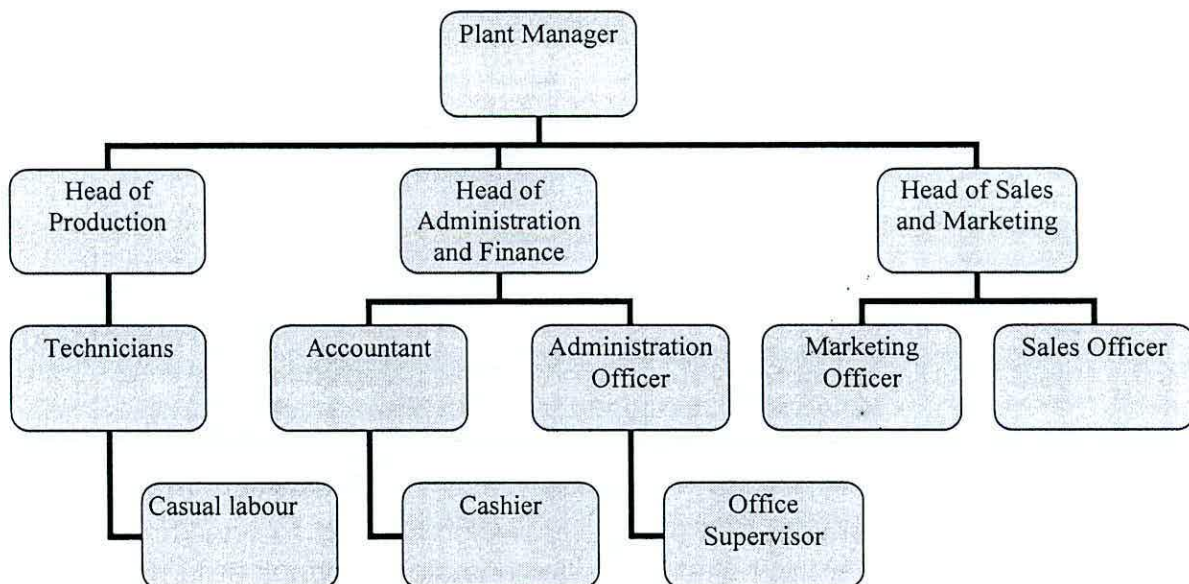 Plant Manager
Head of
Production
Head of
Administration
and Finance
Head of Sales
and Marketing
Technicians
Accountant
Administration
Officer
Marketing
Officer
Sales Officer
Casual labour
Cashier
Office
Supervisor